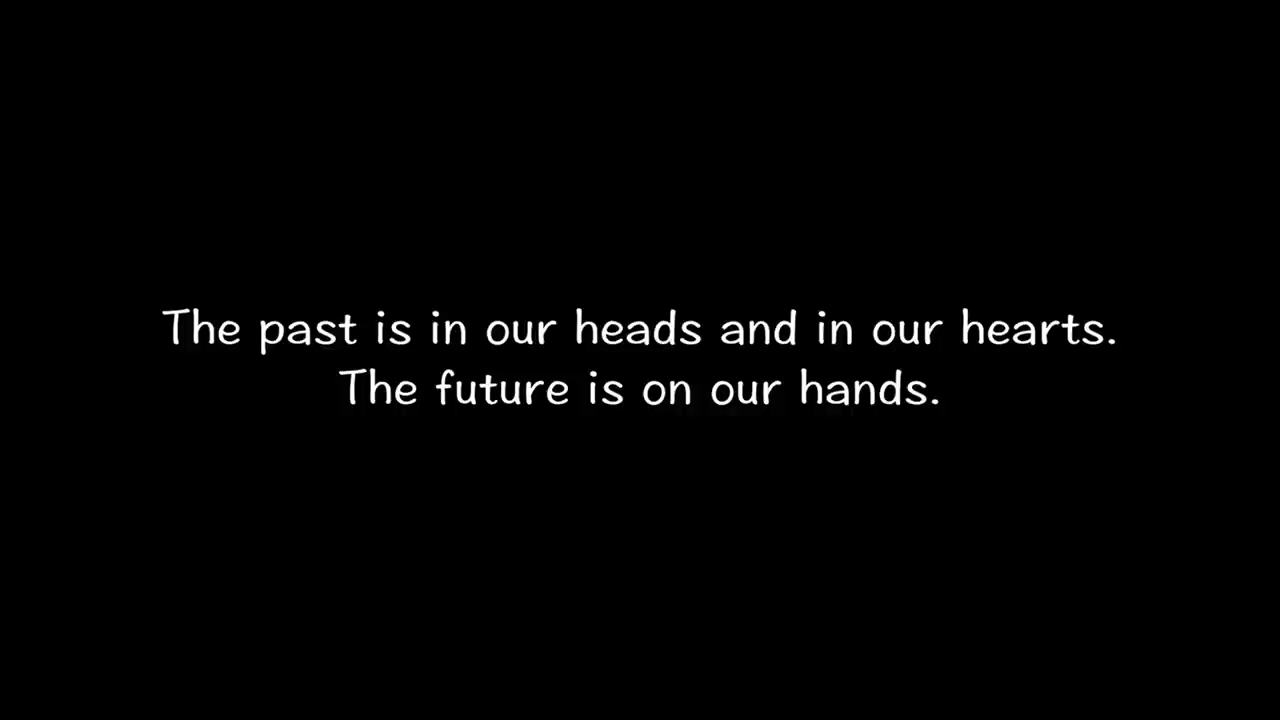 The past is in our heads and in our hearts.
The future is on our hands.